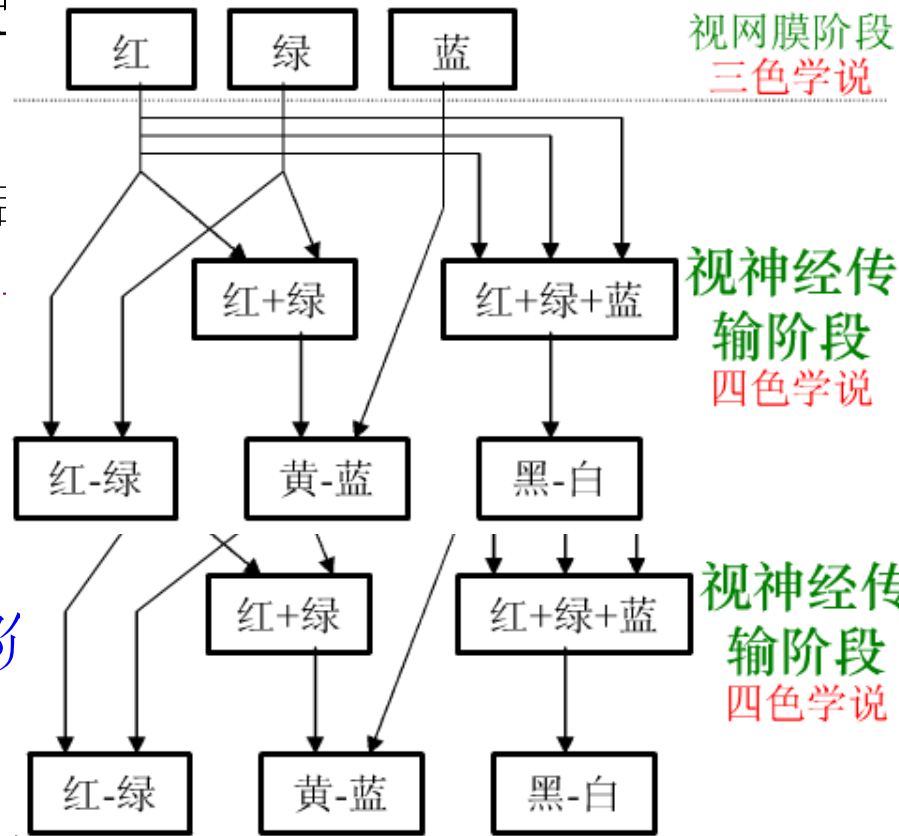 红
绿
蓝
视网膜阶段
三色学说
红+绿
红+绿+蓝
视神经传
输阶段
四色学说
红-绿
黄-蓝
黑-白
红+绿
红+绿+蓝
视神经传
输阶段
四色学说
红-绿
黄-蓝
黑-白